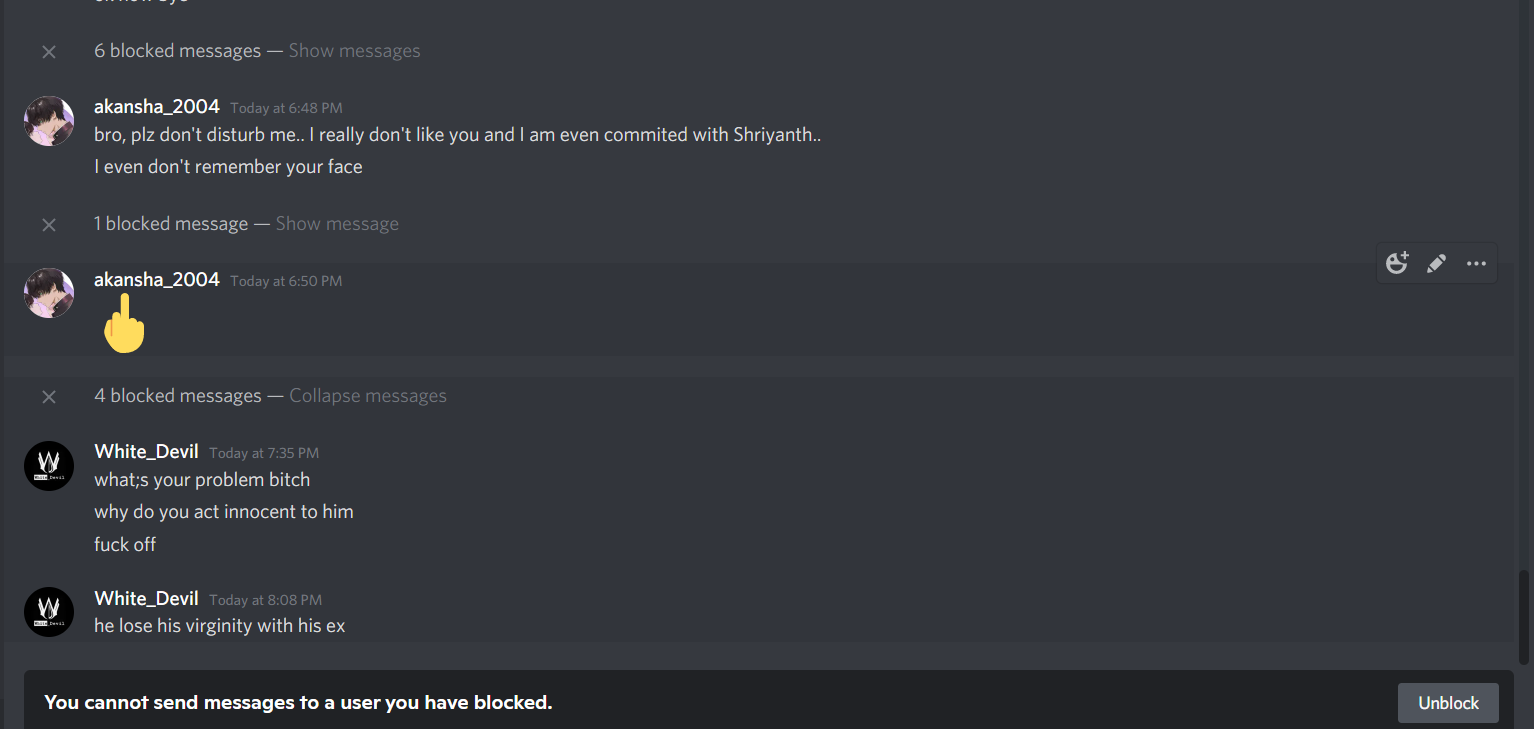 6 blocked messages — Show messages
akansha_2004 Today at 6:48 PM
bro, plz don't disturb me.. I really don't like you and I am even commited with Shriyanth..
I even don't remember your face
1 blocked message — Show message
akansha_2004 Today at 6:50 PM
4 blocked messages — Collapse messages
White_Devil Today at 7:35 PM
what;s your problem bitch
why do you act innocent to him
fuck off
White_Devil Today at 8:08 PM
he lose his virginity with his ex
You cannot send messages to a user you have blocked.
Unblock